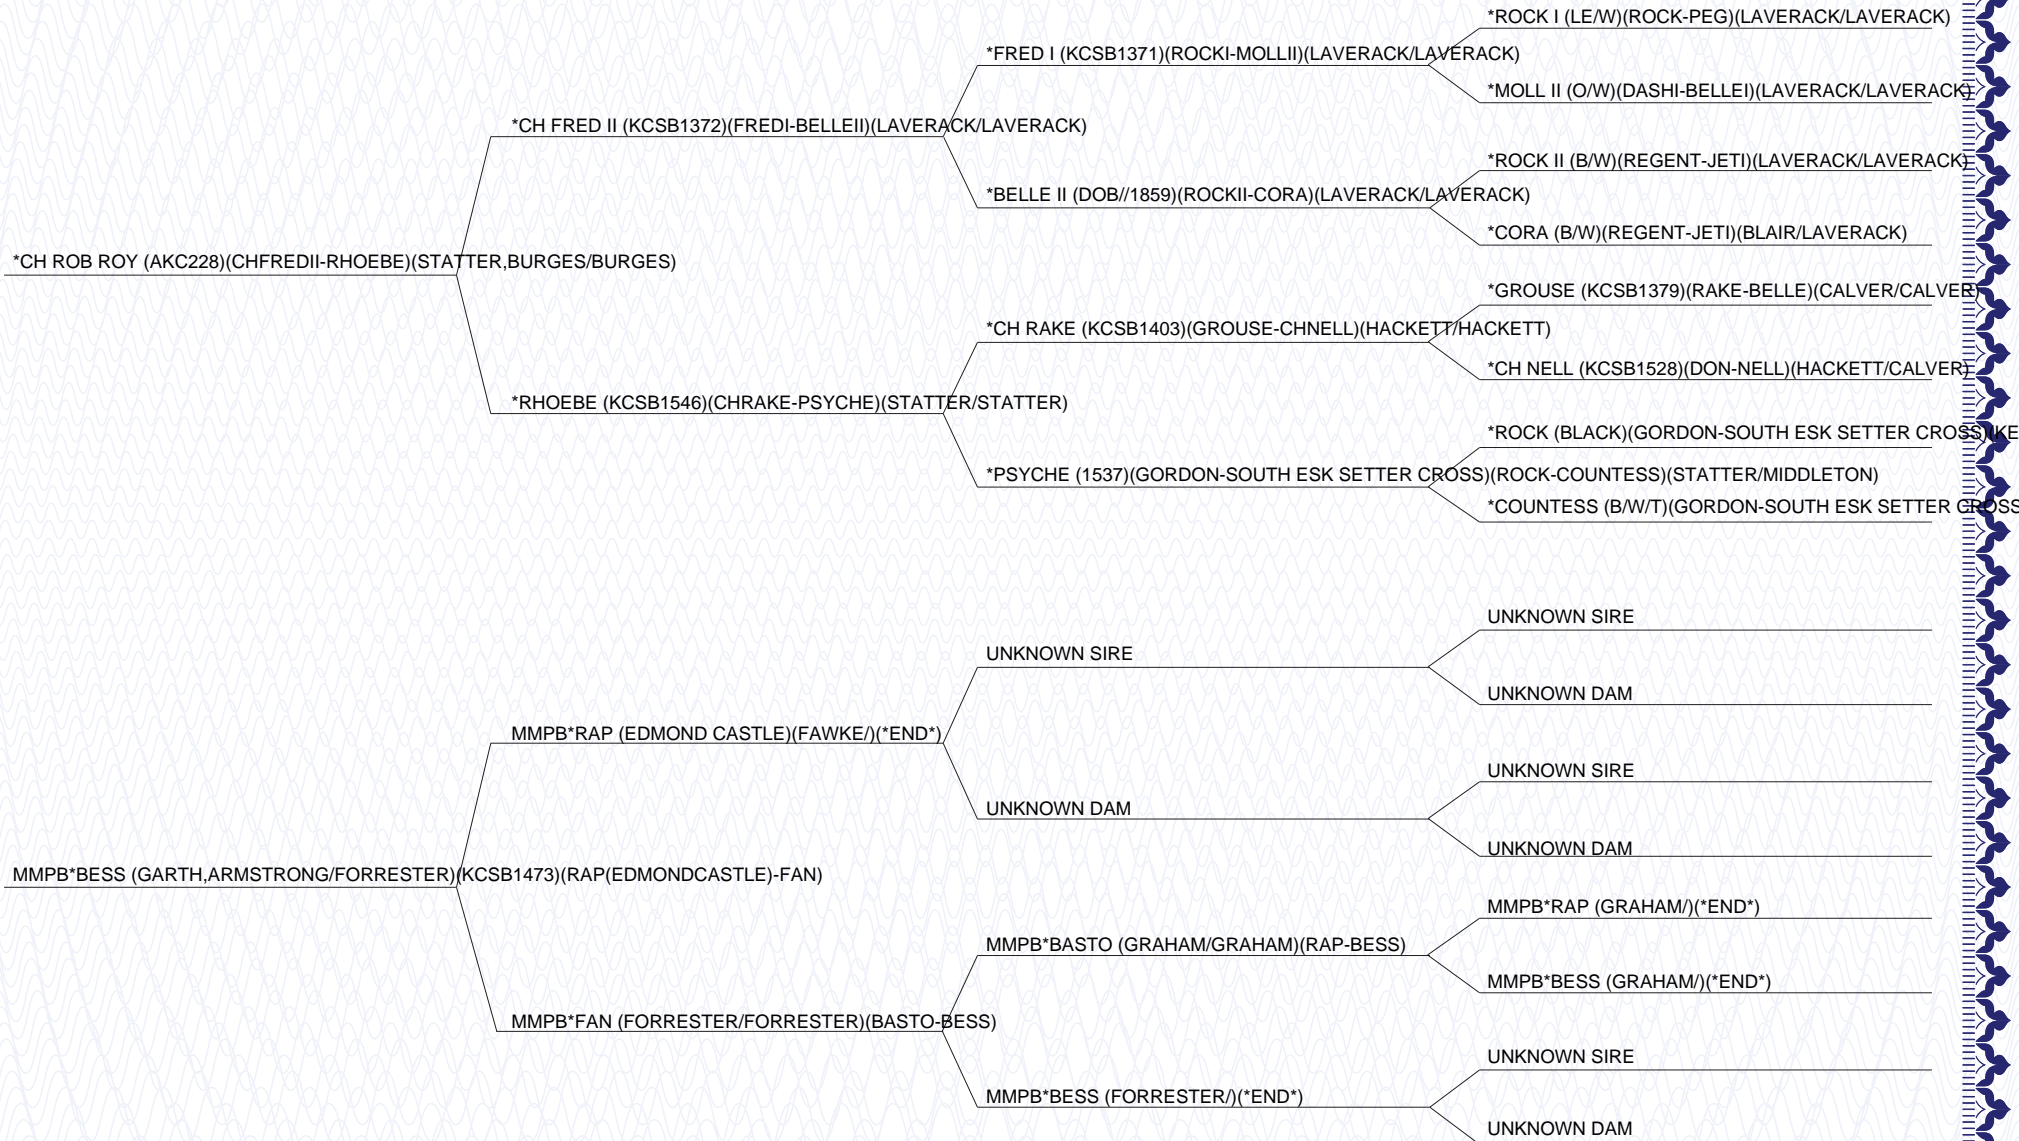 *ROCK I (LE/W)(ROCK-PEG)(LAVERACK/LAVERACK)
*FRED I (KCSB1371)(ROCKI-MOLLII)(LAVERACK/LAVERACK)
*MOLL II (O/W)(DASHI-BELLEI)(LAVERACK/LAVERACK)
*CH FRED II (KCSB1372)(FREDI-BELLEII)(LAVERACK/LAVERACK)
*ROCK II (B/W)(REGENT-JETI)(LAVERACK/LAVERACK)
*BELLE II (DOB//1859)(ROCKII-CORA)(LAVERACK/LAVERACK)
*CORA (B/W)(REGENT-JETI)(BLAIR/LAVERACK)
*CH ROB ROY (AKC228)(CHFREDII-RHOEBE)(STATTER,BURGES/BURGES)
*GROUSE (KCSB1379)(RAKE-BELLE)(CALVER/CALVER)
*CH RAKE (KCSB1403)(GROUSE-CHNELL)(HACKETT/HACKETT)
*CH NELL (KCSB1528)(DON-NELL)(HACKETT/CALVER)
*RHOEBE (KCSB1546)(CHRAKE-PSYCHE)(STATTER/STATTER)
*ROCK (BLACK)(GORDON-SOUTH ESK SETTER CROSS)(KE
*PSYCHE (1537)(GORDON-SOUTH ESK SETTER CROSS)(ROCK-COUNTESS)(STATTER/MIDDLETON)
*COUNTESS (B/W/T)(GORDON-SOUTH ESK SETTER CROSS
UNKNOWN SIRE
UNKNOWN SIRE
UNKNOWN DAM
MMPB*RAP (EDMOND CASTLE)(FAWKE/)(*END*)
UNKNOWN SIRE
UNKNOWN DAM
UNKNOWN DAM
MMPB*BESS (GARTH,ARMSTRONG/FORRESTER)(KCSB1473)(RAP(EDMONDCASTLE)-FAN)
MMPB*RAP (GRAHAM/)(*END*)
MMPB*BASTO (GRAHAM/GRAHAM)(RAP-BESS)
MMPB*BESS (GRAHAM/)(*END*)
MMPB*FAN (FORRESTER/FORRESTER)(BASTO-BESS)
UNKNOWN SIRE
MMPB*BESS (FORRESTER/)(*END*)
UNKNOWN DAM